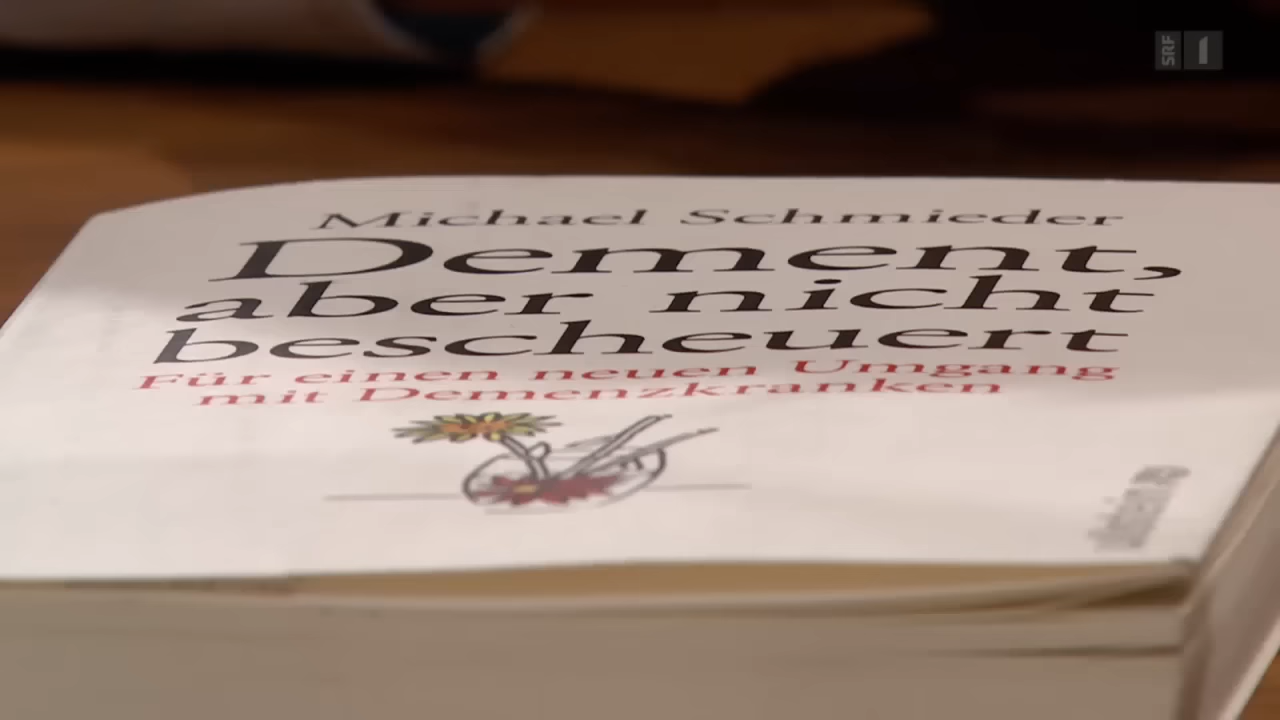 SRF 1
Michael Schmieder
Dement,
aber nicht
bescheuert
Für einen neuen Umgang
mit Demenzkranken